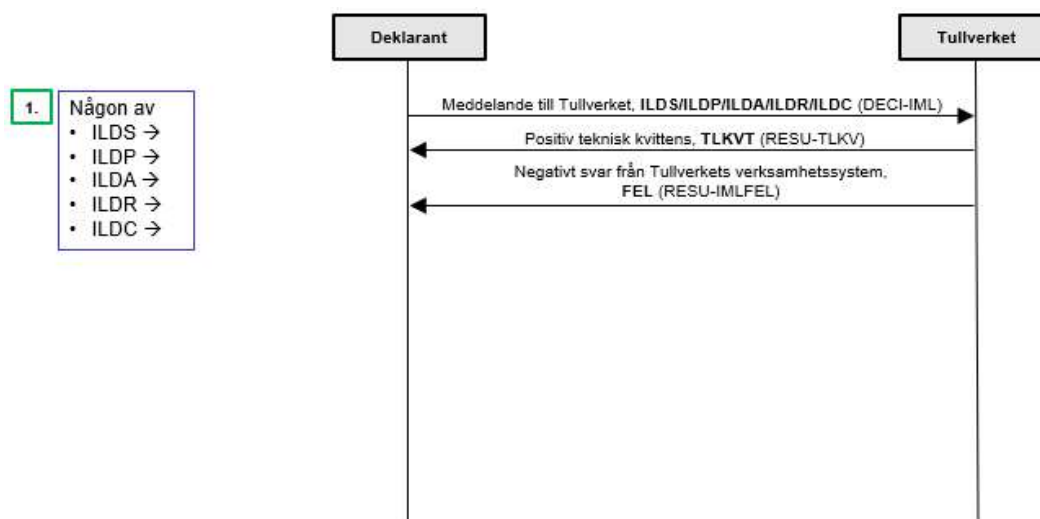 Deklarant
Tullverket
1.
Någon av
• ILDS →
• ILDP →
• ILDA →
• ILDR →
• ILDC →
Meddelande till Tullverket, ILDS/ILDP/ILDA/ILDR/ILDC (DECI-IML)
Positiv teknisk kvittens, TLKVT (RESU-TLKV)
Negativt svar från Tullverkets verksamhetssystem,
FEL (RESU-IMLFEL)